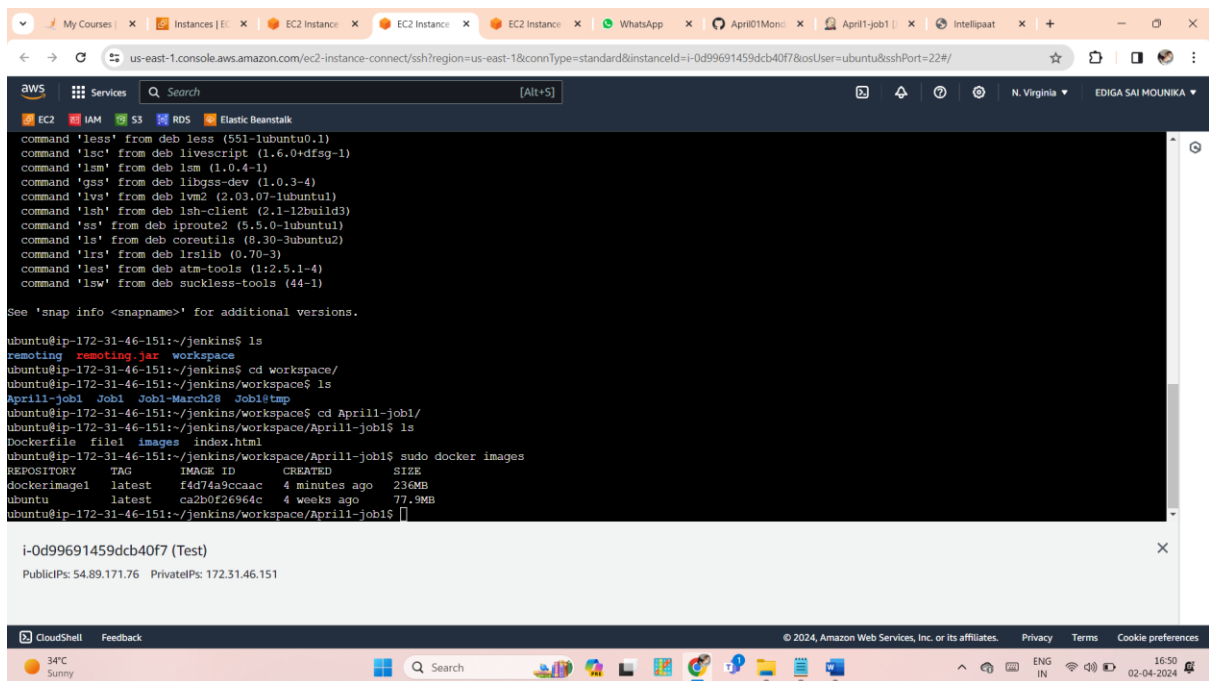 My Courses |
Instances | EC
EC2 Instance
EC2 Instance
EC2 Instance
WhatsApp
April01Mond
April1-job1 [J
Intellipaat
us-east-1.console.aws.amazon.com/ec2-instance-connect/ssh?region=us-east-1&connType=standard&instanceId=i-0d99691459dcb40f7&osUser=ubuntu&sshPort=22#/
aws Services Search [Alt+S] N. Virginia EDIGA SAI MOUNIKA
EC2 IAM S3 RDS Elastic Beanstalk
command 'less' from deb less (551-1ubuntu0.1)
command 'lsc' from deb livescript (1.6.0+dfsg-1)
command 'lsm' from deb lsm (1.0.4-1)
command 'gss' from deb libgss-dev (1.0.3-4)
command 'lvs' from deb lvm2 (2.03.07-1ubuntu1)
command 'lsh' from deb lsh-client (2.1-12build3)
command 'ss' from deb iproute2 (5.5.0-1ubuntu1)
command 'ls' from deb coreutils (8.30-3ubuntu2)
command 'lrs' from deb lrslib (0.70-3)
command 'les' from deb atm-tools (1:2.5.1-4)
command 'lsw' from deb suckless-tools (44-1)
See 'snap info <snapname>' for additional versions.
ubuntu@ip-172-31-46-151:~/jenkins$ ls
remoting remoting.jar workspace
ubuntu@ip-172-31-46-151:~/jenkins$ cd workspace/
ubuntu@ip-172-31-46-151:~/jenkins/workspace$ ls
April1-job1 Job1 Job1-March28 Job1@tmp
ubuntu@ip-172-31-46-151:~/jenkins/workspace$ cd April1-job1/
ubuntu@ip-172-31-46-151:~/jenkins/workspace/April1-job1$ ls
Dockerfile file1 images index.html
ubuntu@ip-172-31-46-151:~/jenkins/workspace/April1-job1$ sudo docker images
REPOSITORY TAG IMAGE ID CREATED SIZE
dockerimage1 latest f4d74a9ccaac 4 minutes ago 236MB
ubuntu latest ca2b0f26964c 4 weeks ago 77.9MB
ubuntu@ip-172-31-46-151:~/jenkins/workspace/April1-job1$
i-0d99691459dcb40f7 (Test)
PublicIPs: 54.89.171.76 PrivateIPs: 172.31.46.151
CloudShell Feedback © 2024, Amazon Web Services, Inc. or its affiliates. Privacy Terms Cookie preferences
34°C
Sunny
Search
ENG
IN
16:50
02-04-2024